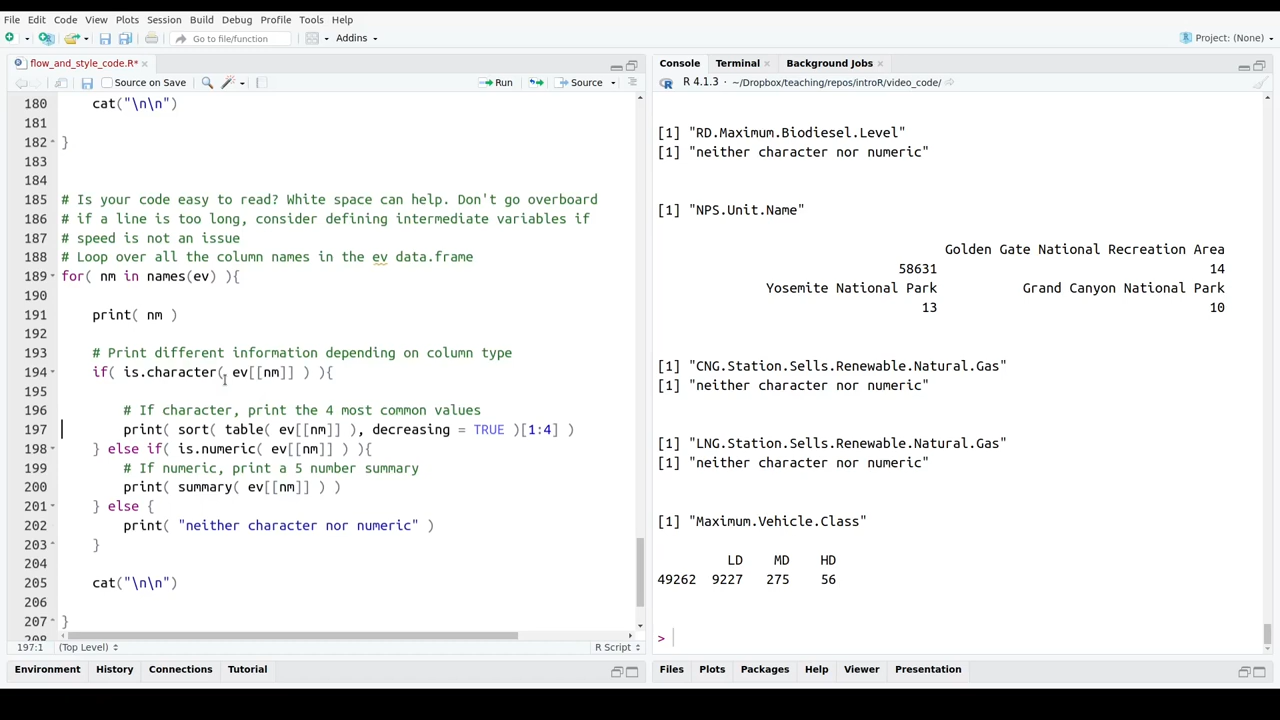 File Edit Code View Plots Session Build Debug Profile Tools Help
Go to file/function Addins Project: (None)
flow_and_style_code.R*
Source on Save Run Source
180 cat("\n\n")
181
182 }
183
184
185 # Is your code easy to read? White space can help. Don't go overboard
186 # if a line is too long, consider defining intermediate variables if
187 # speed is not an issue
188 # Loop over all the column names in the ev data.frame
189 for( nm in names(ev) ){
190
191 print( nm )
192
193 # Print different information depending on column type
194 if( is.character( ev[[nm]] ) ){
195
196 # If character, print the 4 most common values
197 print( sort( table( ev[[nm]] ), decreasing = TRUE )[1:4] )
198 } else if( is.numeric( ev[[nm]] ) ){
199 # If numeric, print a 5 number summary
200 print( summary( ev[[nm]] ) )
201 } else {
202 print( "neither character nor numeric" )
203 }
204
205 cat("\n\n")
206
207 }
208
197:1 (Top Level) R Script
Environment History Connections Tutorial
Console Terminal Background Jobs
R 4.1.3 · ~/Dropbox/teaching/repos/introR/video_code/
[1] "RD.Maximum.Biodiesel.Level"
[1] "neither character nor numeric"
[1] "NPS.Unit.Name"
Golden Gate National Recreation Area
58631 14
Yosemite National Park Grand Canyon National Park
13 10
[1] "CNG.Station.Sells.Renewable.Natural.Gas"
[1] "neither character nor numeric"
[1] "LNG.Station.Sells.Renewable.Natural.Gas"
[1] "neither character nor numeric"
[1] "Maximum.Vehicle.Class"
LD MD HD
49262 9227 275 56
>
Files Plots Packages Help Viewer Presentation